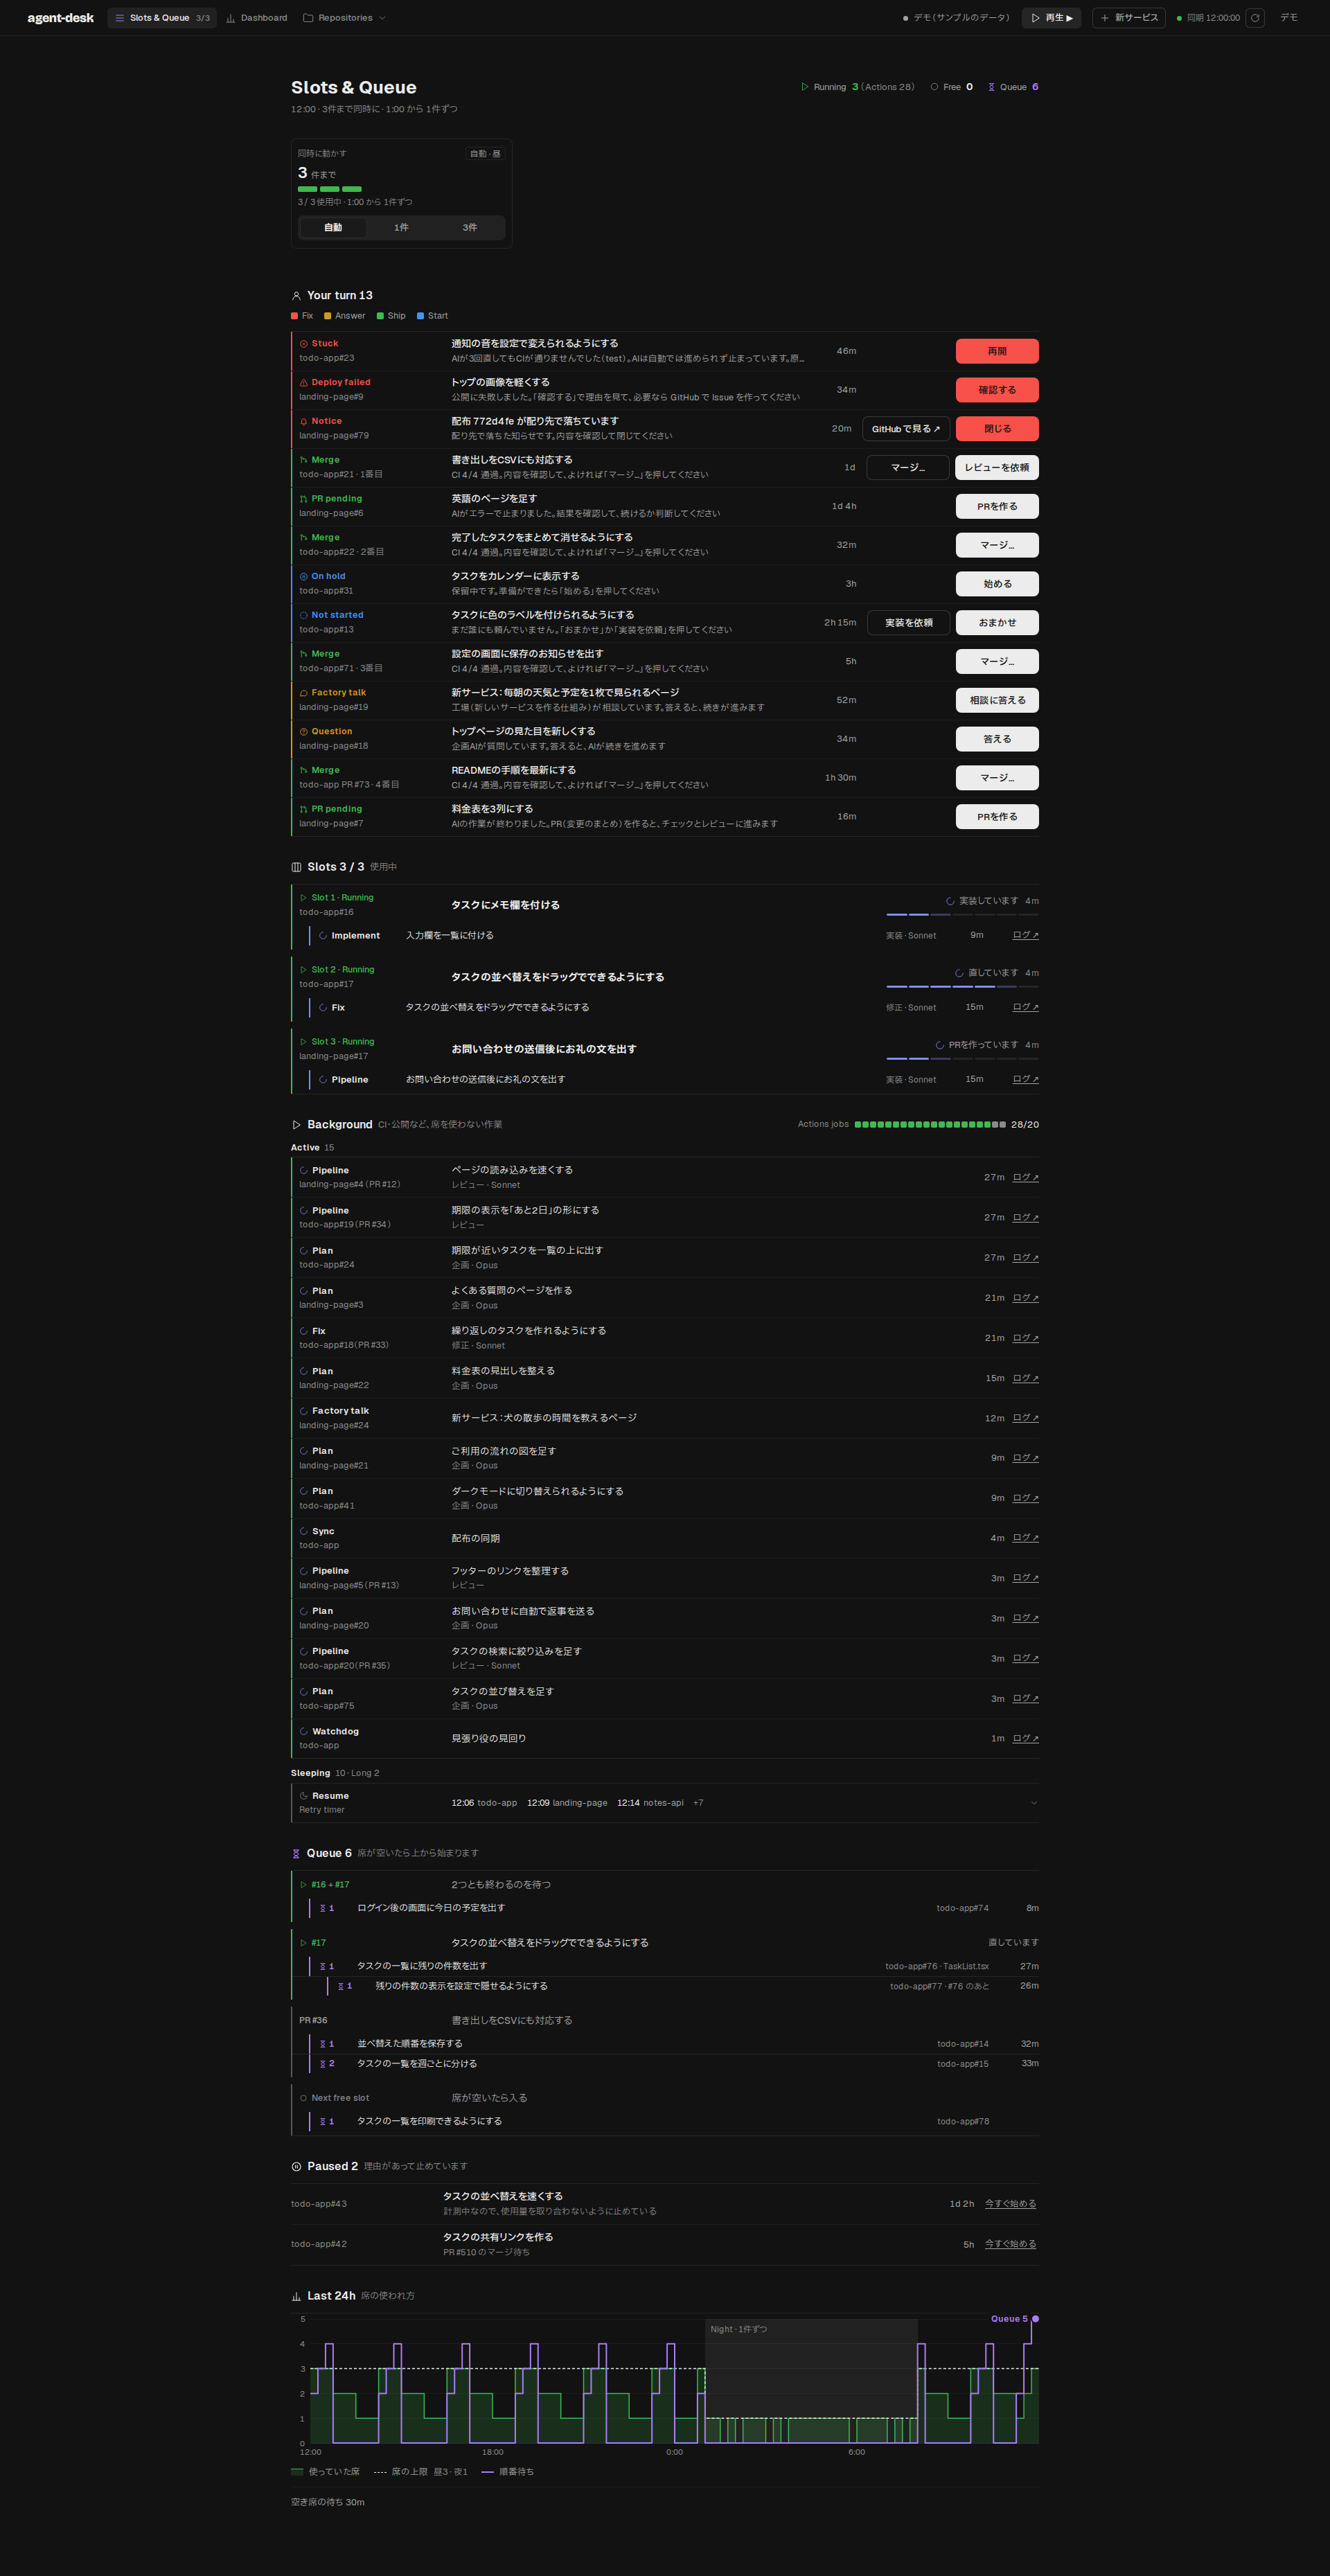 agent-desk Slots & Queue 3/3 Dashboard Repositories デモ(サンプルのデータ) 再生 ▶ 新サービス 同期 12:00:00 デモ
Slots & Queue
Running 3 (Actions 28) Free 0 Queue 6
12:00 · 3件まで同時に · 1:00 から 1件ずつ
同時に動かす 自動 · 昼
3 件まで
3 / 3 使用中 · 1:00 から 1件ずつ
自動 1件 3件
Your turn 13
Fix Answer Ship Start
Stuck 通知の音を設定で変えられるようにする 46m 再開
todo-app#23 AIが3回直してもCIが通りませんでした(test)。AIは自動では進められず止まっています。原…
Deploy failed トップの画像を軽くする 34m 確認する
landing-page#9 公開に失敗しました。「確認する」で理由を見て、必要なら GitHub で Issue を作ってください
Notice 配布 772d4fe が配り先で落ちています 20m GitHub で見る ↗ 閉じる
landing-page#79 配り先で落ちた知らせです。内容を確認して閉じてください
Merge 書き出しをCSVにも対応する 1d マージ… レビューを依頼
todo-app#21 · 1番目 CI 4/4 通過。内容を確認して、よければ「マージ…」を押してください
PR pending 英語のページを足す 1d 4h PRを作る
landing-page#6 AIがエラーで止まりました。結果を確認して、続けるか判断してください
Merge 完了したタスクをまとめて消せるようにする 32m マージ…
todo-app#22 · 2番目 CI 4/4 通過。内容を確認して、よければ「マージ…」を押してください
On hold タスクをカレンダーに表示する 3h 始める
todo-app#31 保留中です。準備ができたら「始める」を押してください
Not started タスクに色のラベルを付けられるようにする 2h 15m 実装を依頼 おまかせ
todo-app#13 まだ誰にも頼んでいません。「おまかせ」か「実装を依頼」を押してください
Merge 設定の画面に保存のお知らせを出す 5h マージ…
todo-app#71 · 3番目 CI 4/4 通過。内容を確認して、よければ「マージ…」を押してください
Factory talk 新サービス：毎朝の天気と予定を1枚で見られるページ 52m 相談に答える
landing-page#19 工場(新しいサービスを作る仕組み)が相談しています。答えると、続きが進みます
Question トップページの見た目を新しくする 34m 答える
landing-page#18 企画AIが質問しています。答えると、AIが続きを進めます
Merge READMEの手順を最新にする 1h 30m マージ…
todo-app PR #73 · 4番目 CI 4/4 通過。内容を確認して、よければ「マージ…」を押してください
PR pending 料金表を3列にする 16m PRを作る
landing-page#7 AIの作業が終わりました。PR(変更のまとめ)を作ると、チェックとレビューに進みます
Slots 3 / 3 使用中
Slot 1 · Running タスクにメモ欄を付ける 実装しています 4m
todo-app#16
Implement 入力欄を一覧に付ける 実装 · Sonnet 9m ログ ↗
Slot 2 · Running タスクの並べ替えをドラッグでできるようにする 直しています 4m
todo-app#17
Fix タスクの並べ替えをドラッグでできるようにする 修正 · Sonnet 15m ログ ↗
Slot 3 · Running お問い合わせの送信後にお礼の文を出す PRを作っています 4m
landing-page#17
Pipeline お問い合わせの送信後にお礼の文を出す 実装 · Sonnet 15m ログ ↗
Background CI·公開など、席を使わない作業 Actions jobs 28/20
Active 15
Pipeline ページの読み込みを速くする 27m ログ ↗
landing-page#4 (PR #12) レビュー · Sonnet
Pipeline 期限の表示を「あと2日」の形にする 27m ログ ↗
todo-app#19 (PR #34) レビュー
Plan 期限が近いタスクを一覧の上に出す 27m ログ ↗
todo-app#24 企画 · Opus
Plan よくある質問のページを作る 21m ログ ↗
landing-page#3 企画 · Opus
Fix 繰り返しのタスクを作れるようにする 21m ログ ↗
todo-app#18 (PR #33) 修正 · Sonnet
Plan 料金表の見出しを整える 15m ログ ↗
landing-page#22 企画 · Opus
Factory talk 新サービス：犬の散歩の時間を教えるページ 12m ログ ↗
landing-page#24
Plan ご利用の流れの図を足す 9m ログ ↗
landing-page#21 企画 · Opus
Plan ダークモードに切り替えられるようにする 9m ログ ↗
todo-app#41 企画 · Opus
Sync 配布の同期 4m ログ ↗
todo-app
Pipeline フッターのリンクを整理する 3m ログ ↗
landing-page#5 (PR #13) レビュー
Plan お問い合わせに自動で返事を送る 3m ログ ↗
landing-page#20 企画 · Opus
Pipeline タスクの検索に絞り込みを足す 3m ログ ↗
todo-app#20 (PR #35) レビュー · Sonnet
Plan タスクの並び替えを足す 3m ログ ↗
todo-app#75 企画 · Opus
Watchdog 見張り役の見回り 1m ログ ↗
todo-app
Sleeping 10 · Long 2
Resume 12:06 todo-app 12:09 landing-page 12:14 notes-api +7
Retry timer
Queue 6 席が空いたら上から始まります
#16 + #17 2つとも終わるのを待つ
1 ログイン後の画面に今日の予定を出す todo-app#74 8m
#17 タスクの並べ替えをドラッグでできるようにする 直しています
1 タスクの一覧に残りの件数を出す todo-app#76 · TaskList.tsx 27m
1 残りの件数の表示を設定で隠せるようにする todo-app#77 · #76 のあと 26m
PR #36 書き出しをCSVにも対応する
1 並べ替えた順番を保存する todo-app#14 32m
2 タスクの一覧を週ごとに分ける todo-app#15 33m
Next free slot 席が空いたら入る
1 タスクの一覧を印刷できるようにする todo-app#78
Paused 2 理由があって止めています
todo-app#43 タスクの並べ替えを速くする 1d 2h 今すぐ始める
計測中なので、使用量を取り合わないように止めている
todo-app#42 タスクの共有リンクを作る 5h 今すぐ始める
PR #510 のマージ待ち
Last 24h 席の使われ方
5 Queue 5
Night · 1件ずつ
4
3
2
1
0
12:00 18:00 0:00 6:00
使っていた席 席の上限 昼3 · 夜1 順番待ち
空き席の待ち 30m